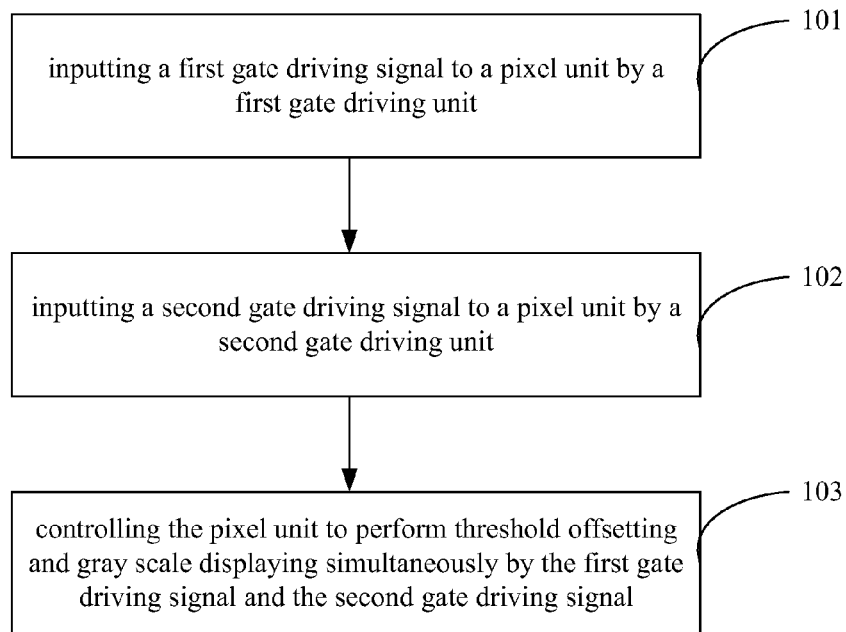 101
inputting a first gate driving signal to a pixel unit by a
first gate driving unit
102
inputting a second gate driving signal to a pixel unit by a
second gate driving unit
103
controlling the pixel unit to perform threshold offsetting
and gray scale displaying simultaneously by the first gate
driving signal and the second gate driving signal